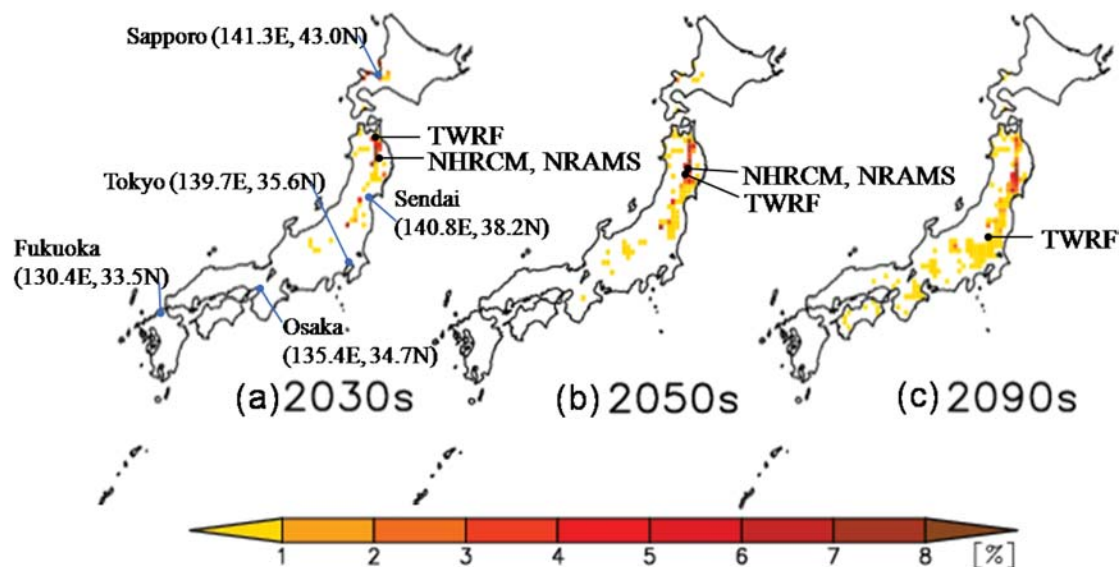 Sapporo (141.3E, 43.0N)
TWRF
NHRCM, NRAMS
Tokyo (139.7E, 35.6N)
Sendai
(140.8E, 38.2N)
Fukuoka
(130.4E, 33.5N)
Osaka
(135.4E, 34.7N)
(a) 2030s
NHRCM, NRAMS
TWRF
(b) 2050s
TWRF
(c) 2090s
1 2 3 4 5 6 7 8 [%]